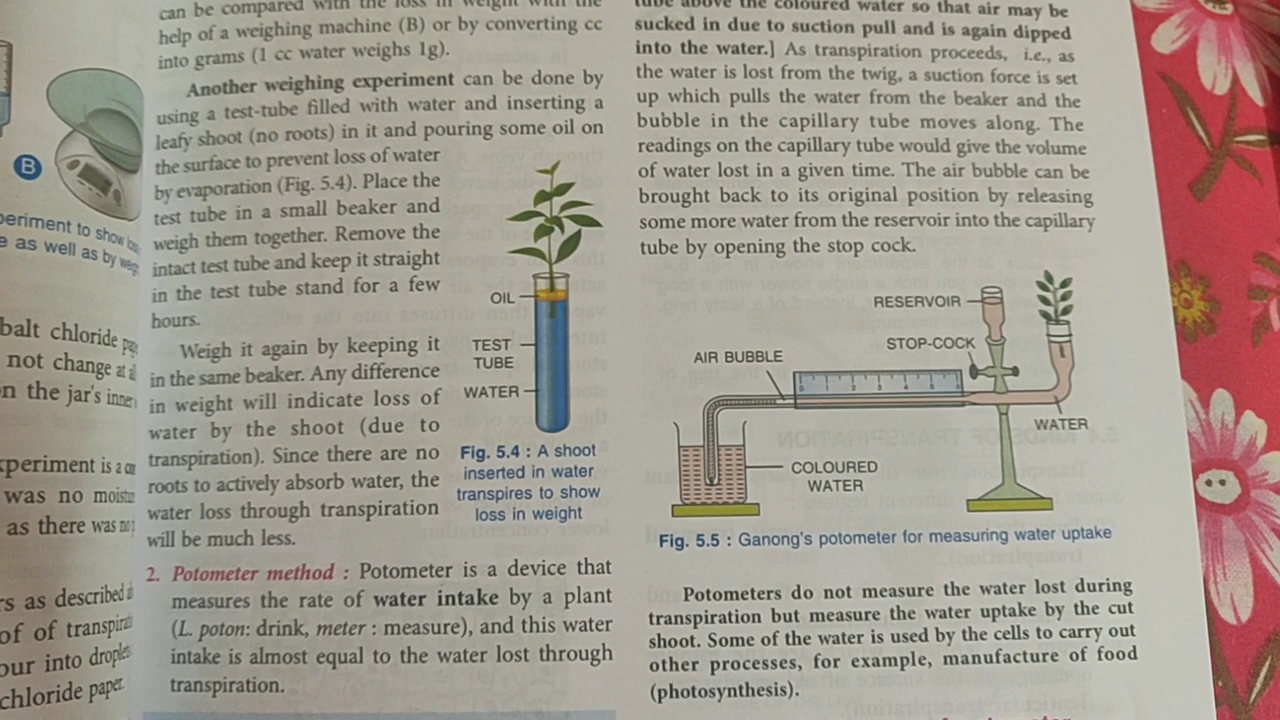 B
periment to show
e as well as by
balt chloride
not change at
n the jar's inner
xperiment is a
was no
as there was
rs as described
of of
our into
chloride paper.
can be compared with the loss in weight with the
help of a weighing machine (B) or by converting cc
into grams (1 cc water weighs 1g).
Another weighing experiment can be done by
using a test-tube filled with water and inserting a
leafy shoot (no roots) in it and pouring some oil on
the surface to prevent loss of water
by evaporation (Fig. 5.4). Place the
test tube in a small beaker and
weigh them together. Remove the
intact test tube and keep it straight
in the test tube stand for a few
hours.
Weigh it again by keeping it
in the same beaker. Any difference
in weight will indicate loss of
water by the shoot (due to
transpiration). Since there are no
roots to actively absorb water, the
water loss through transpiration
will be much less.
OIL
TEST
TUBE
WATER
Fig. 5.4 : A shoot
inserted in water
transpires to show
loss in weight
2. Potometer method : Potometer is a device that
measures the rate of water intake by a plant
(L. poton: drink, meter : measure), and this water
intake is almost equal to the water lost through
transpiration.
tube above the coloured water so that air may be
sucked in due to suction pull and is again dipped
into the water.] As transpiration proceeds, i.e., as
the water is lost from the twig, a suction force is set
up which pulls the water from the beaker and the
bubble in the capillary tube moves along. The
readings on the capillary tube would give the volume
of water lost in a given time. The air bubble can be
brought back to its original position by releasing
some more water from the reservoir into the capillary
tube by opening the stop cock.
RESERVOIR
STOP-COCK
AIR BUBBLE
WATER
COLOURED
WATER
Fig. 5.5 : Ganong's potometer for measuring water uptake
Potometers do not measure the water lost during
transpiration but measure the water uptake by the cut
shoot. Some of the water is used by the cells to carry out
other processes, for example, manufacture of food
(photosynthesis).